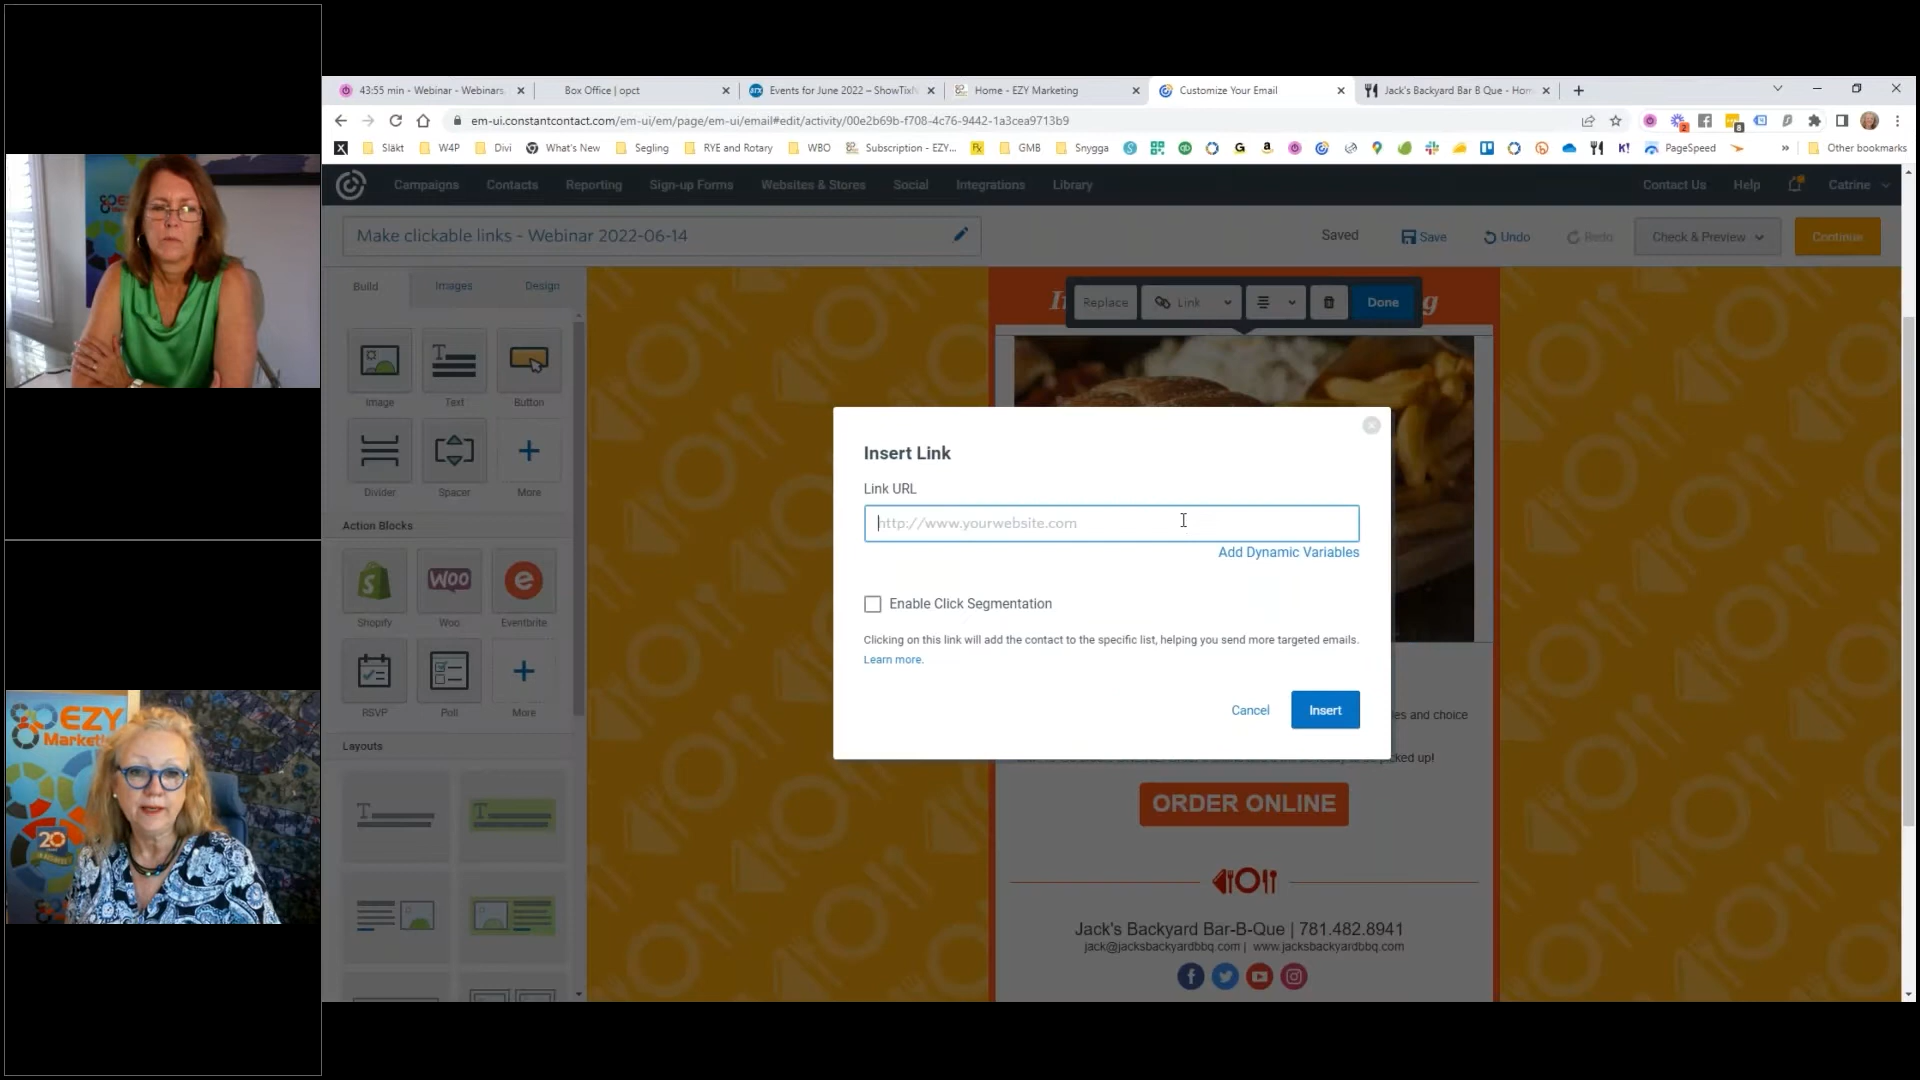 43:55 min - Webinar - Webinars,
Box Office | opct
Events for June 2022 – ShowTix
Home - EZY Marketing
Customize Your Email
Jack's Backyard Bar B Que - Hom
em-ui.constantcontact.com/em-ui/em/page/em-ui/email#edit/activity/00e2b69b-f708-4c76-9442-1a3cea9713b9
Släkt
W4P
Divi
What's New
Segling
RYE and Rotary
WBO
Subscription - EZY...
GMB
Snygga
PageSpeed
»
Other bookmarks
Campaigns
Contacts
Reporting
Sign-up Forms
Websites & Stores
Social
Integrations
Library
Contact Us
Help
Catrine
Make clickable links - Webinar 2022-06-14
Saved
Save
Undo
Redo
Check & Preview
Continue
Build
Images
Design
Replace
Link
Done
Image
Text
Button
Divider
Spacer
More
Action Blocks
WOO
Shopify
Woo
Eventbrite
RSVP
Poll
More
Layouts
Insert Link
Link URL
http://www.yourwebsite.com
Add Dynamic Variables
Enable Click Segmentation
Clicking on this link will add the contact to the specific list, helping you send more targeted emails.
Learn more.
Cancel
Insert
and choice
up!
ORDER ONLINE
Jack's Backyard Bar-B-Que | 781.482.8941
jack@jacksbackyardbbq.com | www.jacksbackyardbbq.com
EZY
20